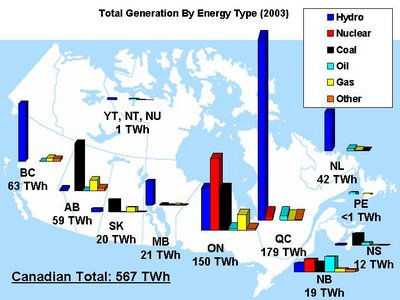 Total Generation By Energy Type (2003)
Hydro
Nuclear
Coal
Oil
Gas
Other
YT, NT, NU
1 TWh
BC
63 TWh
AB
59 TWh
SK
20 TWh
MB
21 TWh
ON
150 TWh
QC
179 TWh
NL
42 TWh
PE
<1 TWh
NS
12 TWh
NB
19 TWh
Canadian Total: 567 TWh